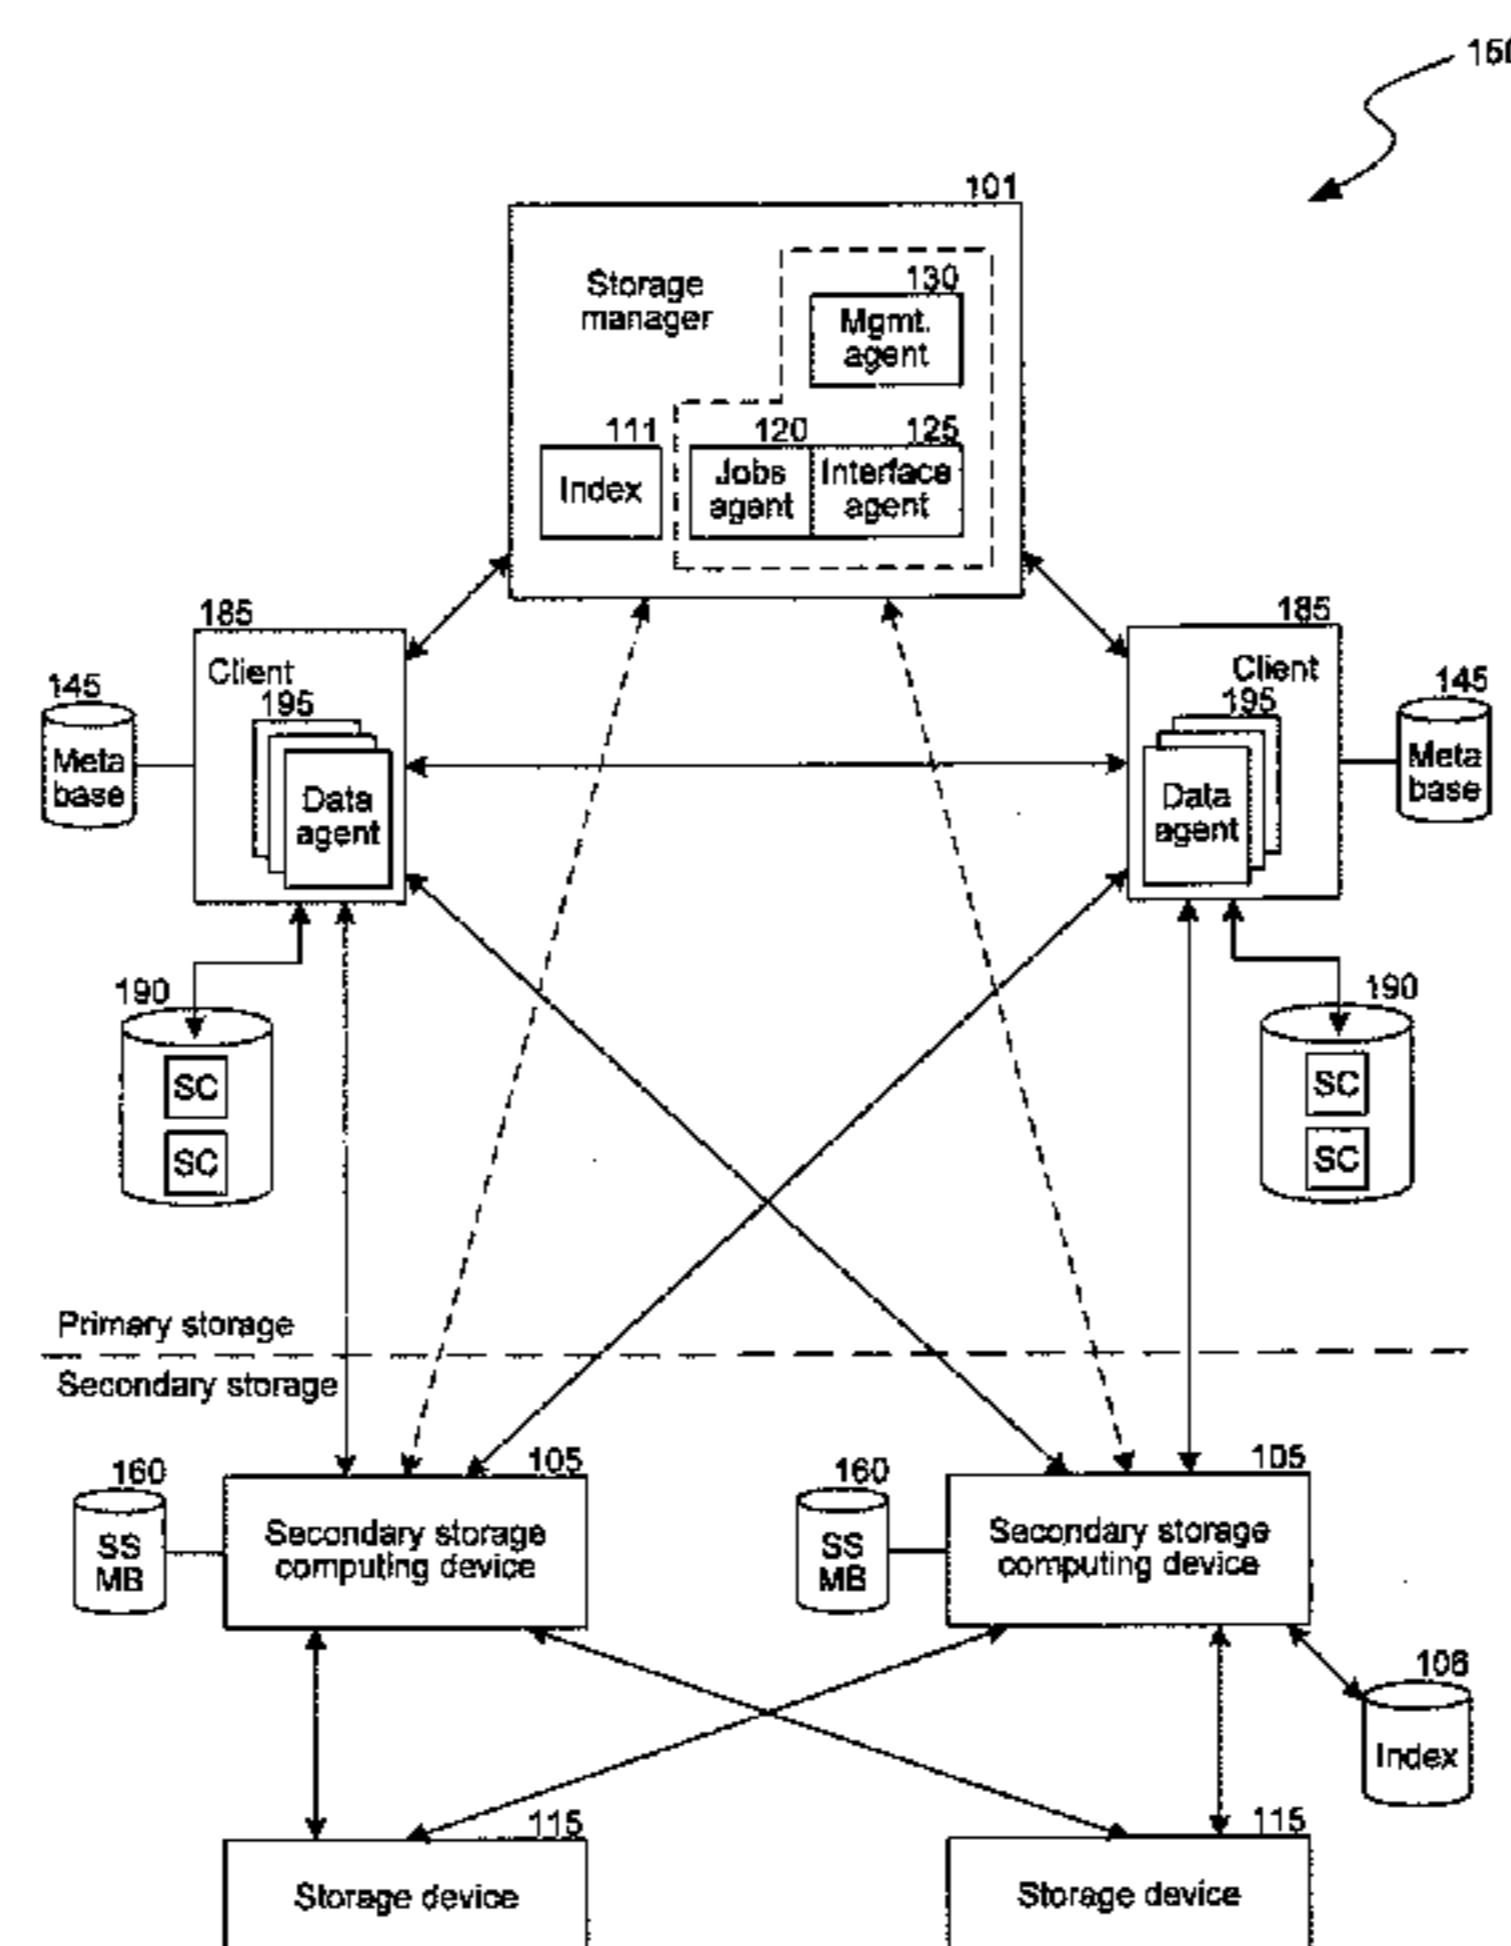 150
101
Storage
manager
130
Mgmt.
agent
111
Index
120
Jobs
agent
125
Interface
agent
185
Client
195
Data
agent
145
Meta
base
185
Client
195
Data
agent
145
Meta
base
190
SC
SC
190
SC
SC
Primary storage
Secondary storage
160
SS
MB
105
Secondary storage
computing device
160
SS
MB
105
Secondary storage
computing device
106
Index
115
Storage device
115
Storage device